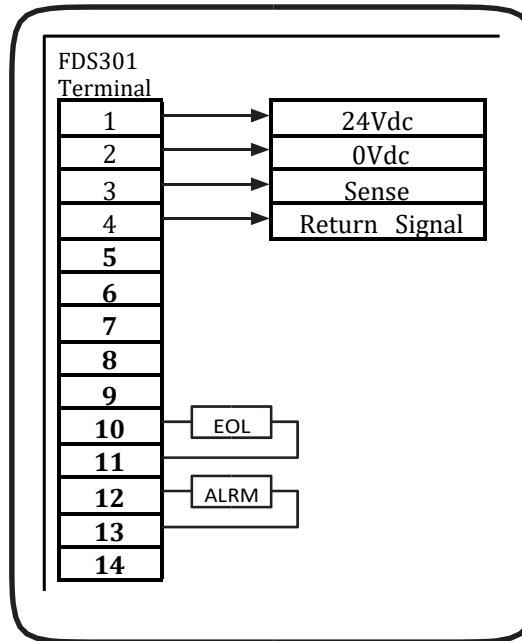 FDS301
Terminal
1 24Vdc
2 0Vdc
3 Sense
4 Return Signal
5
6
7
8
9
10 EOL
11
12 ALRM
13
14